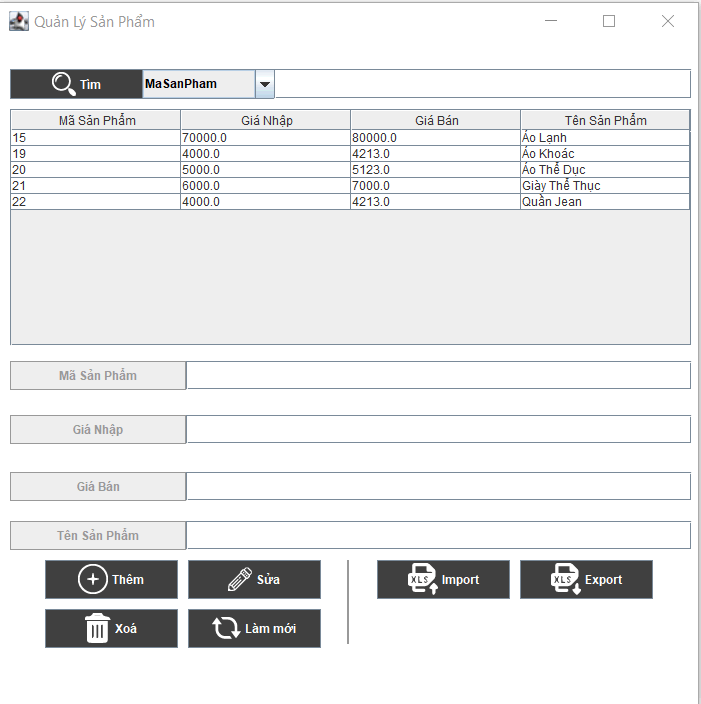 Quản Lý Sản Phẩm
Tìm MaSanPham
Mã Sản Phẩm Giá Nhập Giá Bán Tên Sản Phẩm
15 70000.0 80000.0 Áo Lạnh
19 4000.0 4213.0 Áo Khoác
20 5000.0 5123.0 Áo Thể Dục
21 6000.0 7000.0 Giày Thể Thục
22 4000.0 4213.0 Quần Jean
Mã Sản Phẩm
Giá Nhập
Giá Bán
Tên Sản Phẩm
Thêm Sửa XLS Import XLS Export
Xoá Làm mới